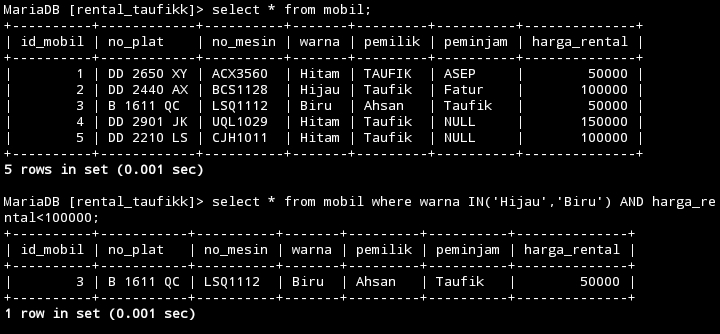 MariaDB [rental_taufikk]> select * from mobil;
+----------+------------+----------+-------+---------+----------+--------------+
| id_mobil | no_plat    | no_mesin | warna | pemilik | peminjam | harga_rental |
+----------+------------+----------+-------+---------+----------+--------------+
|        1 | DD 2650 XY | ACX3560  | Hitam | TAUFIK  | ASEP     |        50000 |
|        2 | DD 2440 AX | BCS1128  | Hijau | Taufik  | Fatur    |       100000 |
|        3 | B 1611 QC  | LSQ1112  | Biru  | Ahsan   | Taufik   |        50000 |
|        4 | DD 2901 JK | UQL1029  | Hitam | Taufik  | NULL     |       150000 |
|        5 | DD 2210 LS | CJH1011  | Hitam | Taufik  | NULL     |       100000 |
+----------+------------+----------+-------+---------+----------+--------------+
5 rows in set (0.001 sec)
MariaDB [rental_taufikk]> select * from mobil where warna IN('Hijau','Biru') AND harga_re
ntal<100000;
+----------+-----------+----------+-------+---------+----------+--------------+
| id_mobil | no_plat   | no_mesin | warna | pemilik | peminjam | harga_rental |
+----------+-----------+----------+-------+---------+----------+--------------+
|        3 | B 1611 QC | LSQ1112  | Biru  | Ahsan   | Taufik   |        50000 |
+----------+-----------+----------+-------+---------+----------+--------------+
1 row in set (0.001 sec)